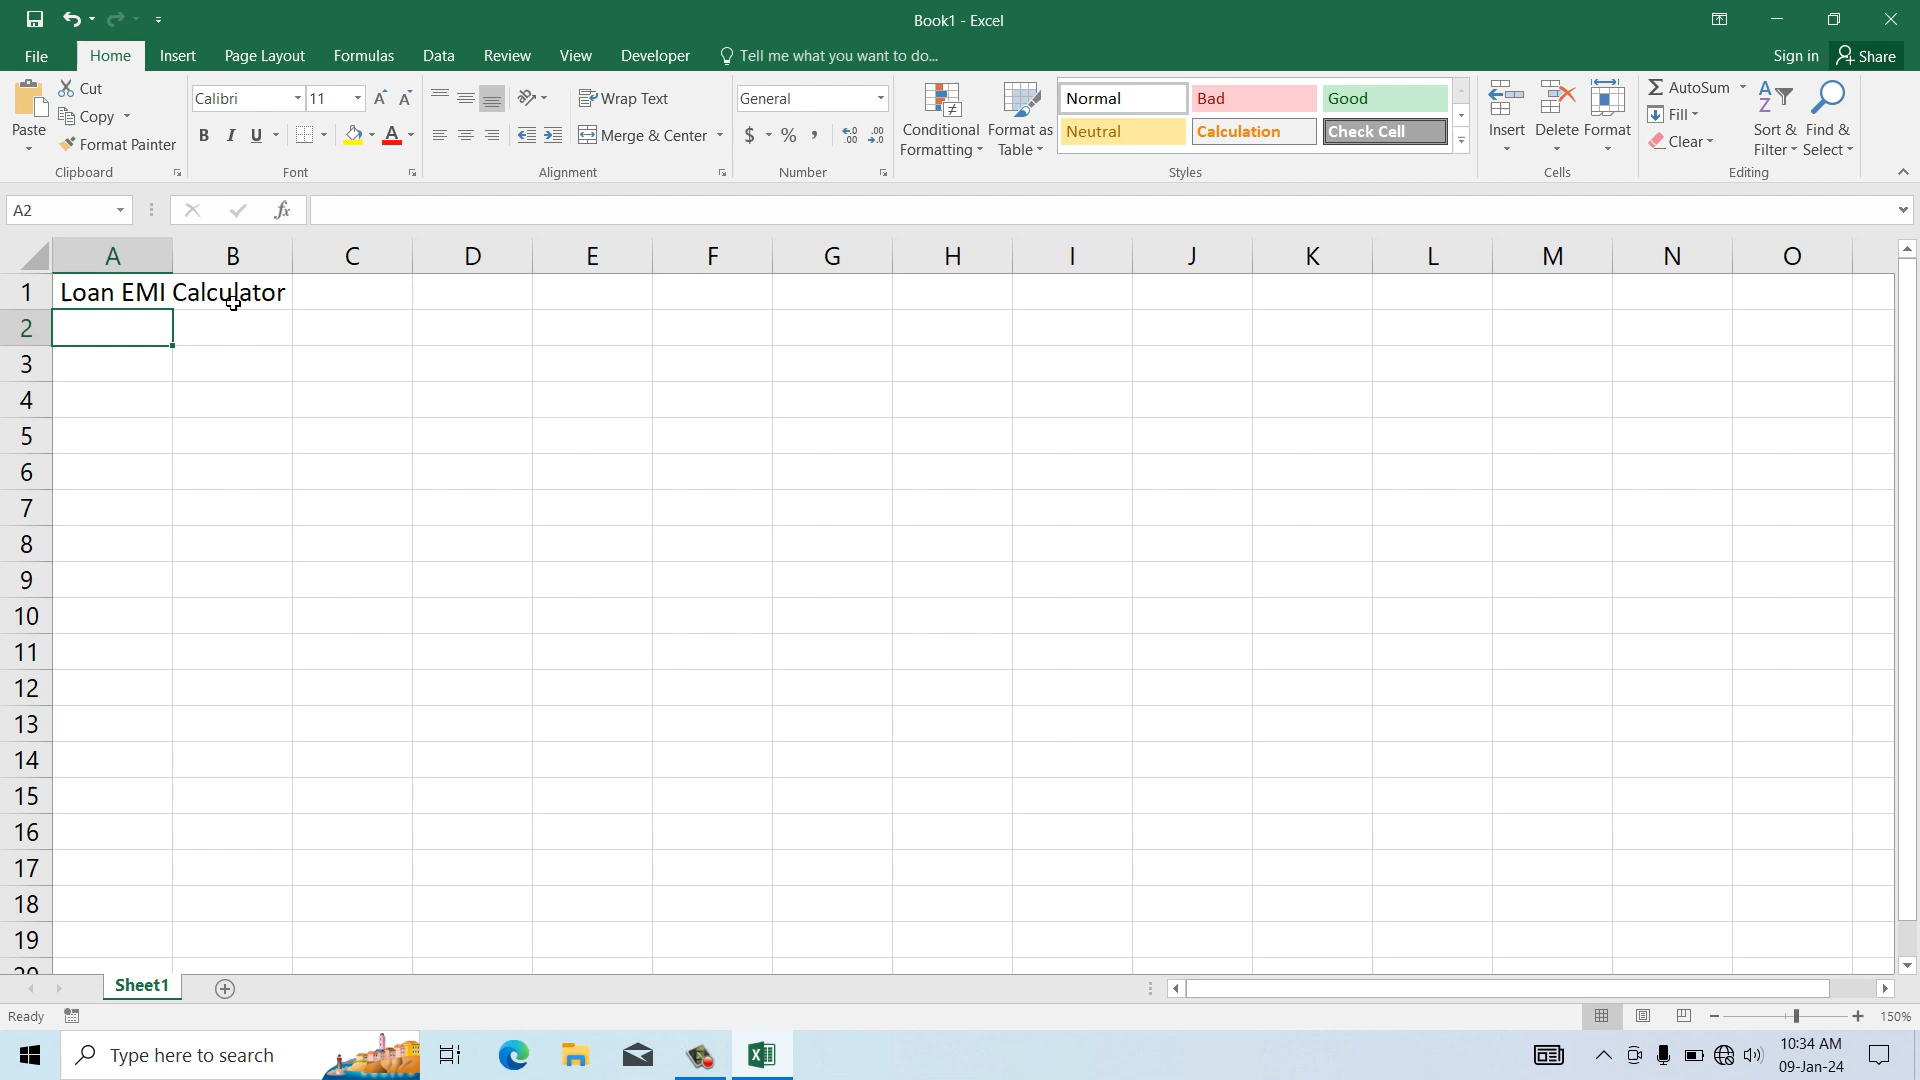 Book1 - Excel
File Home Insert Page Layout Formulas Data Review View Developer Tell me what you want to do... Sign in Share
Paste
Cut
Copy
Format Painter
Clipboard
Calibri 11
B I U A
Font
Wrap Text
Merge & Center
Alignment
General
$ % ,
Number
Conditional Formatting
Format as Table
Normal Bad Good
Neutral Calculation Check Cell
Styles
Insert Delete Format
Cells
AutoSum
Fill
Clear
Sort & Filter
Find & Select
Editing
A2 fx
A B C D E F G H I J K L M N O
1 Loan EMI Calculator
2
3
4
5
6
7
8
9
10
11
12
13
14
15
16
17
18
19
20
Sheet1
Ready 150%
Type here to search 10:34 AM
09-Jan-24